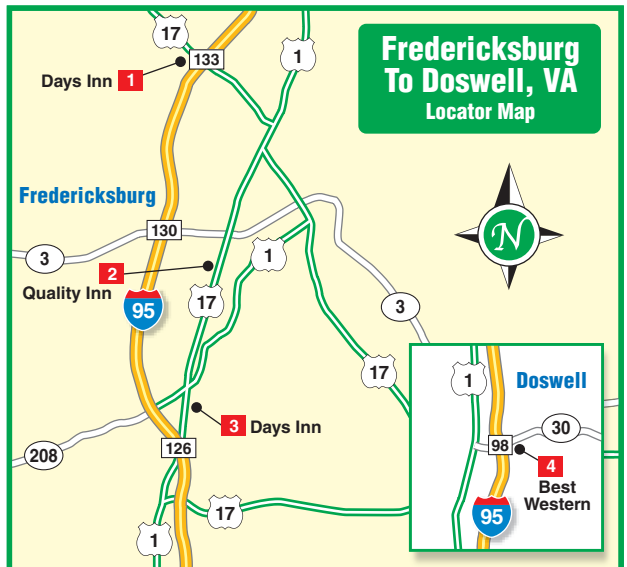 Fredericksburg
To Doswell, VA
Locator Map
17
1
133
Days Inn 1
Fredericksburg
N
130
3
1
2
Quality Inn
17
95
3
17
1
Doswell
3 Days Inn
30
208
126
98
4
Best
Western
17
95
1